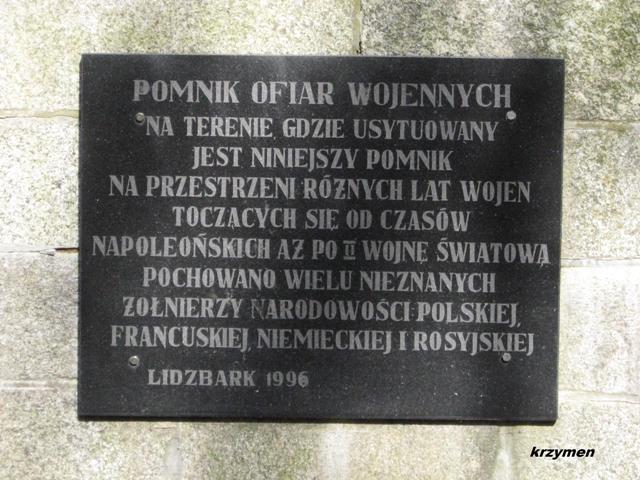 POMNIK OFIAR WOJENNYCH
NA TERENIE, GDZIE USYTUOWANY
JEST NINIEJSZY POMNIK
NA PRZESTRZENI RÓŻNYCH LAT WOJEN
TOCZĄCYCH SIĘ OD CZASÓW
NAPOLEOŃSKICH AŻ PO II WOJNĘ ŚWIATOWĄ
POCHOWANO WIELU NIEZNANYCH
ŻOŁNIERZY NARODOWOŚCI POLSKIEJ,
FRANCUSKIEJ, NIEMIECKIEJ I ROSYJSKIEJ
LIDZBARK 1996
krzymen